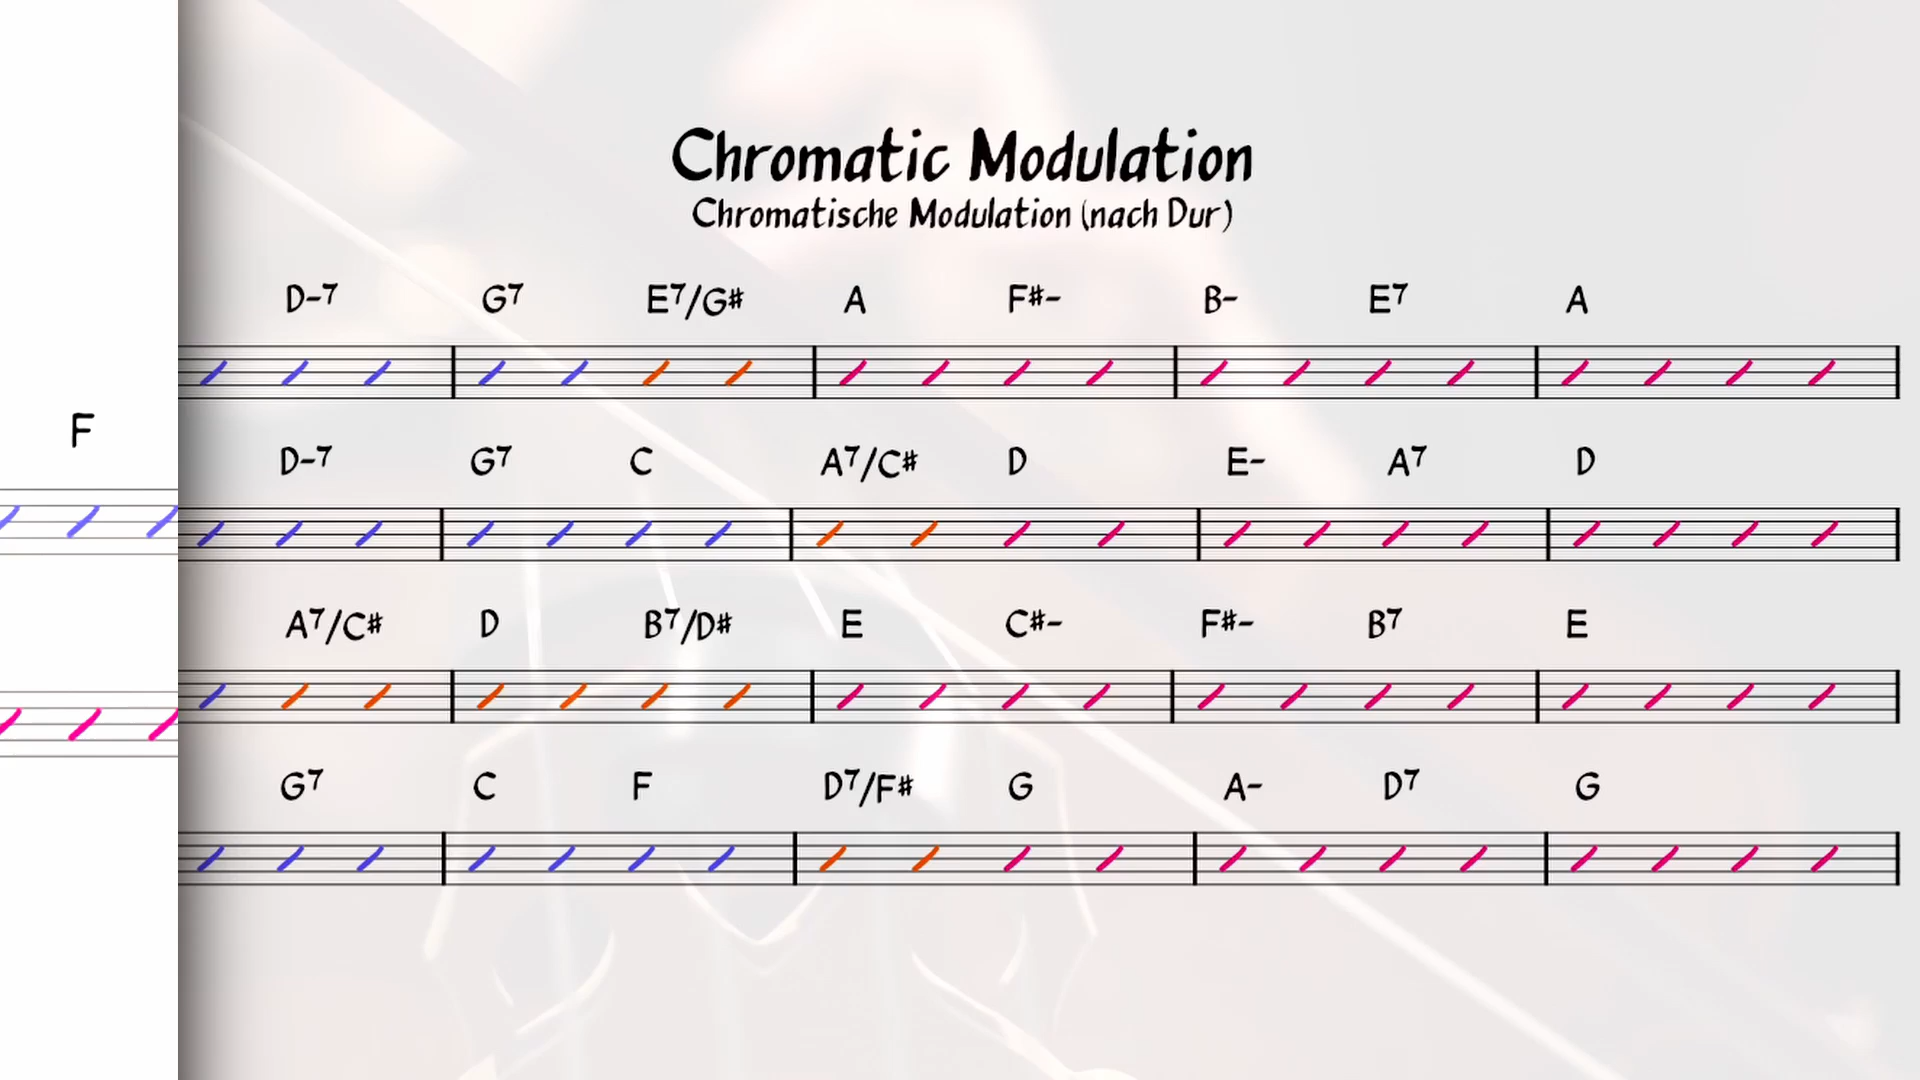 Chromatic Modulation
Chromatische Modulation (nach Dur)
D-7 G7 E7/G# A F#- B- E7 A
F
D-7 G7 C A7/C# D E- A7 D
A7/C# D B7/D# E C#- F#- B7 E
G7 C F D7/F# G A- D7 G